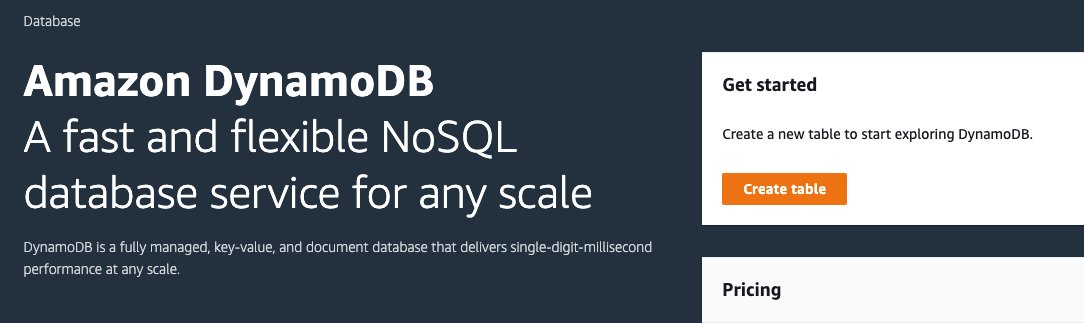 Database
Amazon DynamoDB
A fast and flexible NoSQL
database service for any scale
DynamoDB is a fully managed, key-value, and document database that delivers single-digit-millisecond
performance at any scale.
Get started
Create a new table to start exploring DynamoDB.
Create table
Pricing